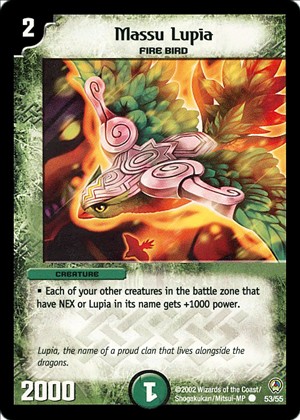 2
Massu Lupia
FIRE BIRD
CREATURE
■ Each of your other creatures in the battle zone that
have NEX or Lupia in its name gets +1000 power.
Lupia, the name of a proud clan that lives alongside the
dragons.
2000
1
©2002 Wizards of the Coast/
Shogakukan/Mitsui-MP ● 53/55